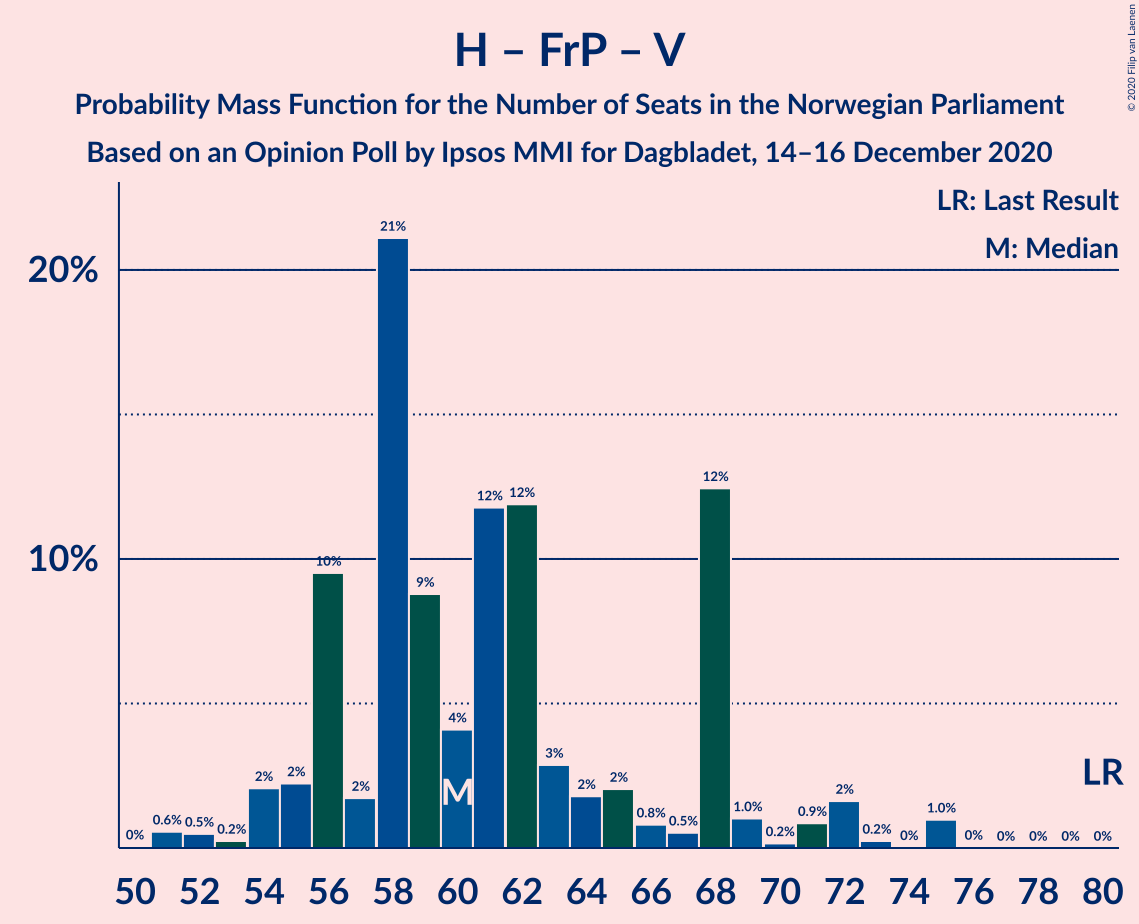 H – FrP – V
Probability Mass Function for the Number of Seats in the Norwegian Parliament
Based on an Opinion Poll by Ipsos MMI for Dagbladet, 14–16 December 2020
© 2020 Filip van Laenen
LR: Last Result
M: Median
20%
10%
0% 0.6% 0.5% 0.2% 2% 2% 10% 2% 21% 9% 4% 12% 12% 3% 2% 2% 0.8% 0.5% 12% 1.0% 0.2% 0.9% 2% 0.2% 0% 1.0% 0% 0% 0% 0% 0%
M
LR
50 52 54 56 58 60 62 64 66 68 70 72 74 76 78 80